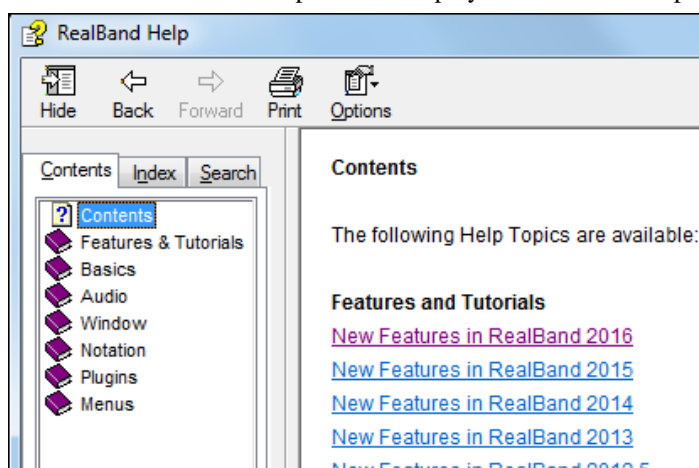 RealBand Help
Hide Back Forward Print Options
Contents Index Search
Contents
Features & Tutorials
Basics
Audio
Window
Notation
Plugins
Menus
Contents
The following Help Topics are available:
Features and Tutorials
New Features in RealBand 2016
New Features in RealBand 2015
New Features in RealBand 2014
New Features in RealBand 2013